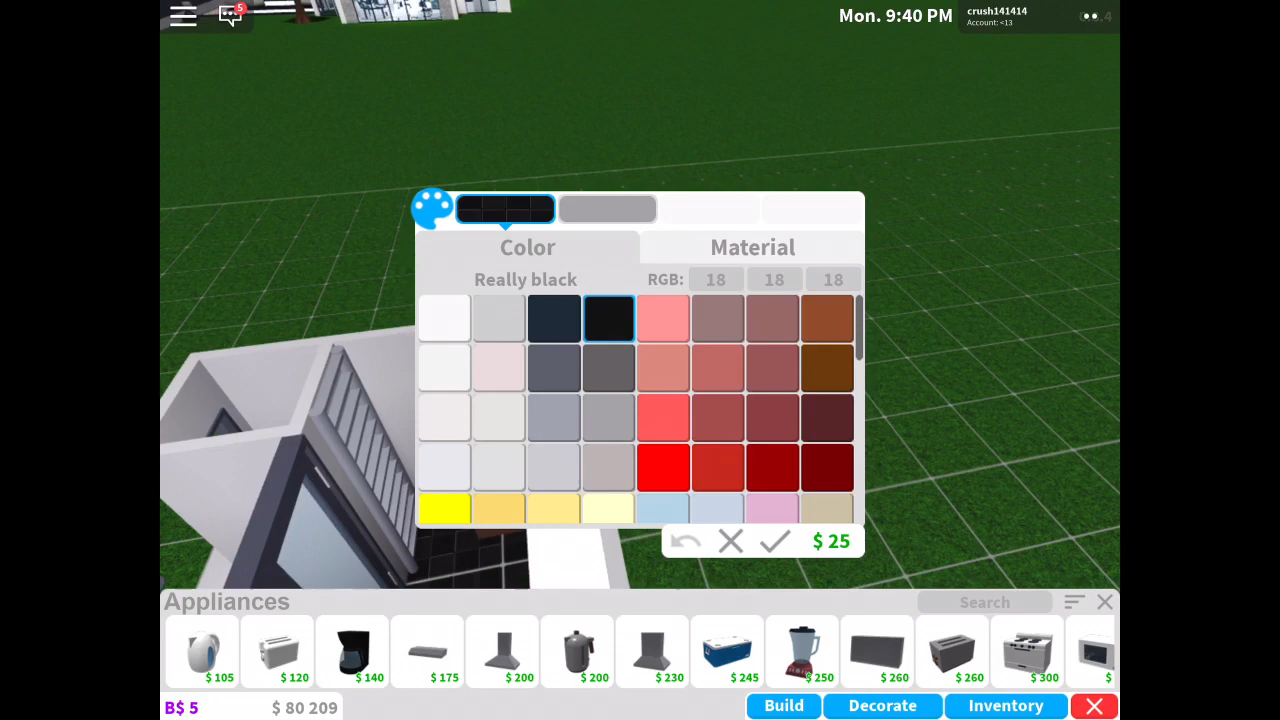 5
Mon. 9:40 PM
crush141414
Account: <13
Color
Material
Really black
RGB: 18 18 18
$ 25
Appliances
Search
$ 105
$ 120
$ 140
$ 175
$ 200
$ 200
$ 230
$ 245
$ 250
$ 260
$ 260
$ 300
$
B$ 5
$ 80 209
Build
Decorate
Inventory